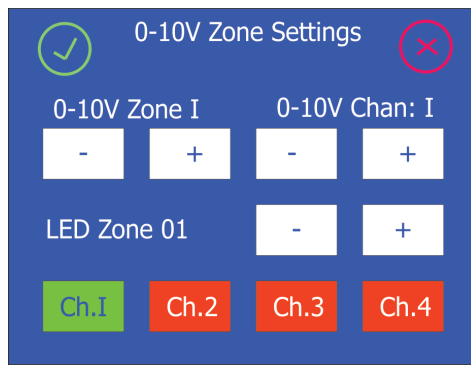 0-10V Zone Settings
0-10V Zone I 0-10V Chan: I
- + - +
LED Zone 01 - +
Ch.I Ch.2 Ch.3 Ch.4